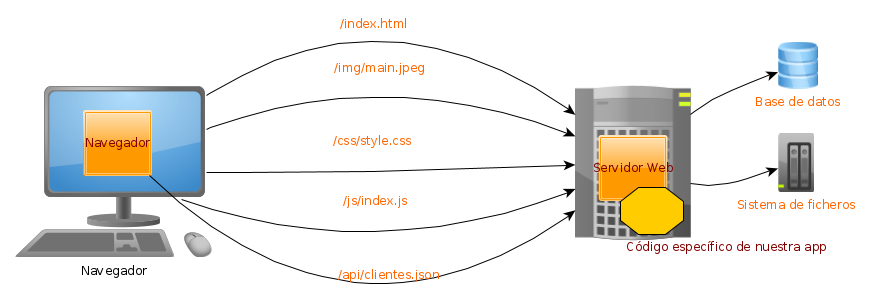 /index.html
/img/main.jpeg
/css/style.css
/js/index.js
/api/clientes.json
Navegador
Navegador
Servidor Web
Código específico de nuestra app
Base de datos
Sistema de ficheros